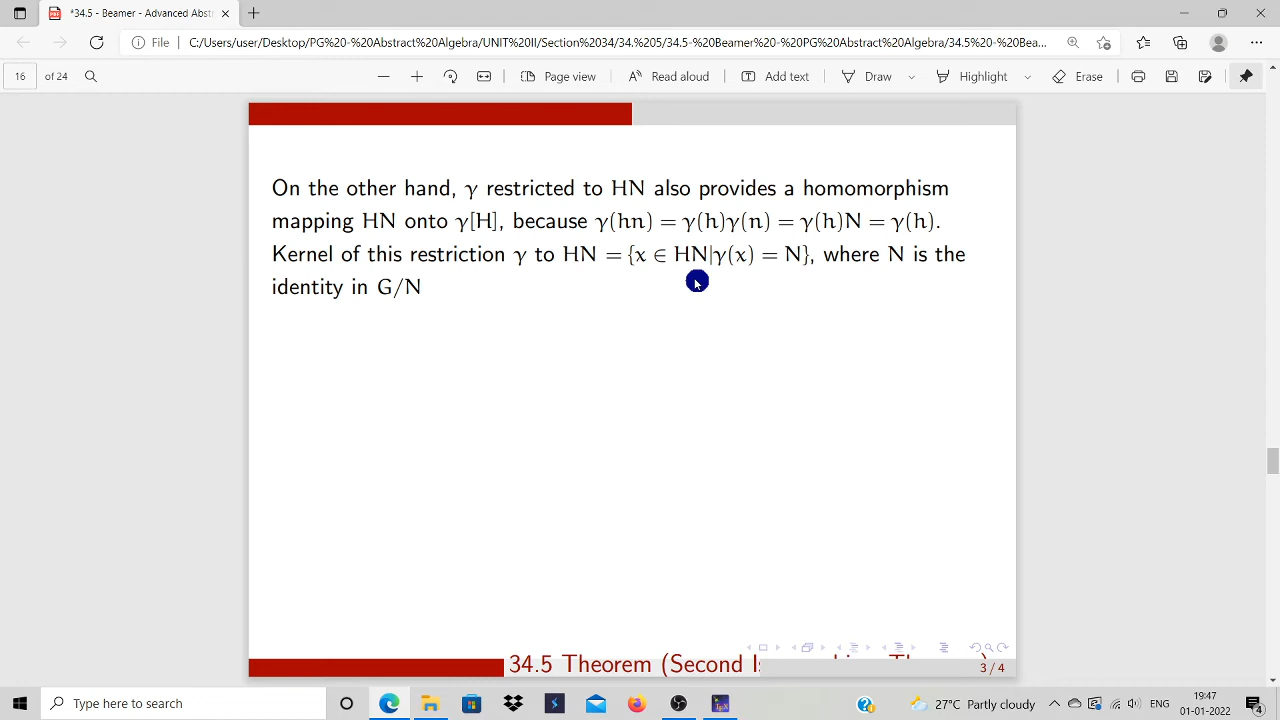 *34.5 - Beamer - Advanced Abst
File
C:/Users/user/Desktop/PG%20-%20Abstract%20Algebra/UNIT%20II/Section%2034/34.%205/34.5-Beamer%20-%20PG%20Abstract%20Algebra/34.5%20-%20Bea...
16 of 24
Page view
Read aloud
Add text
Draw
Highlight
Erase
On the other hand, γ restricted to HN also provides a homomorphism
mapping HN onto γ[H], because γ(hn) = γ(h)γ(n) = γ(h)N = γ(h).
Kernel of this restriction γ to HN = {x ∈ HN|γ(x) = N}, where N is the
identity in G/N
34.5 Theorem (Second
3 / 4
Type here to search
27°C Partly cloudy
ENG
19:47
01-01-2022
4